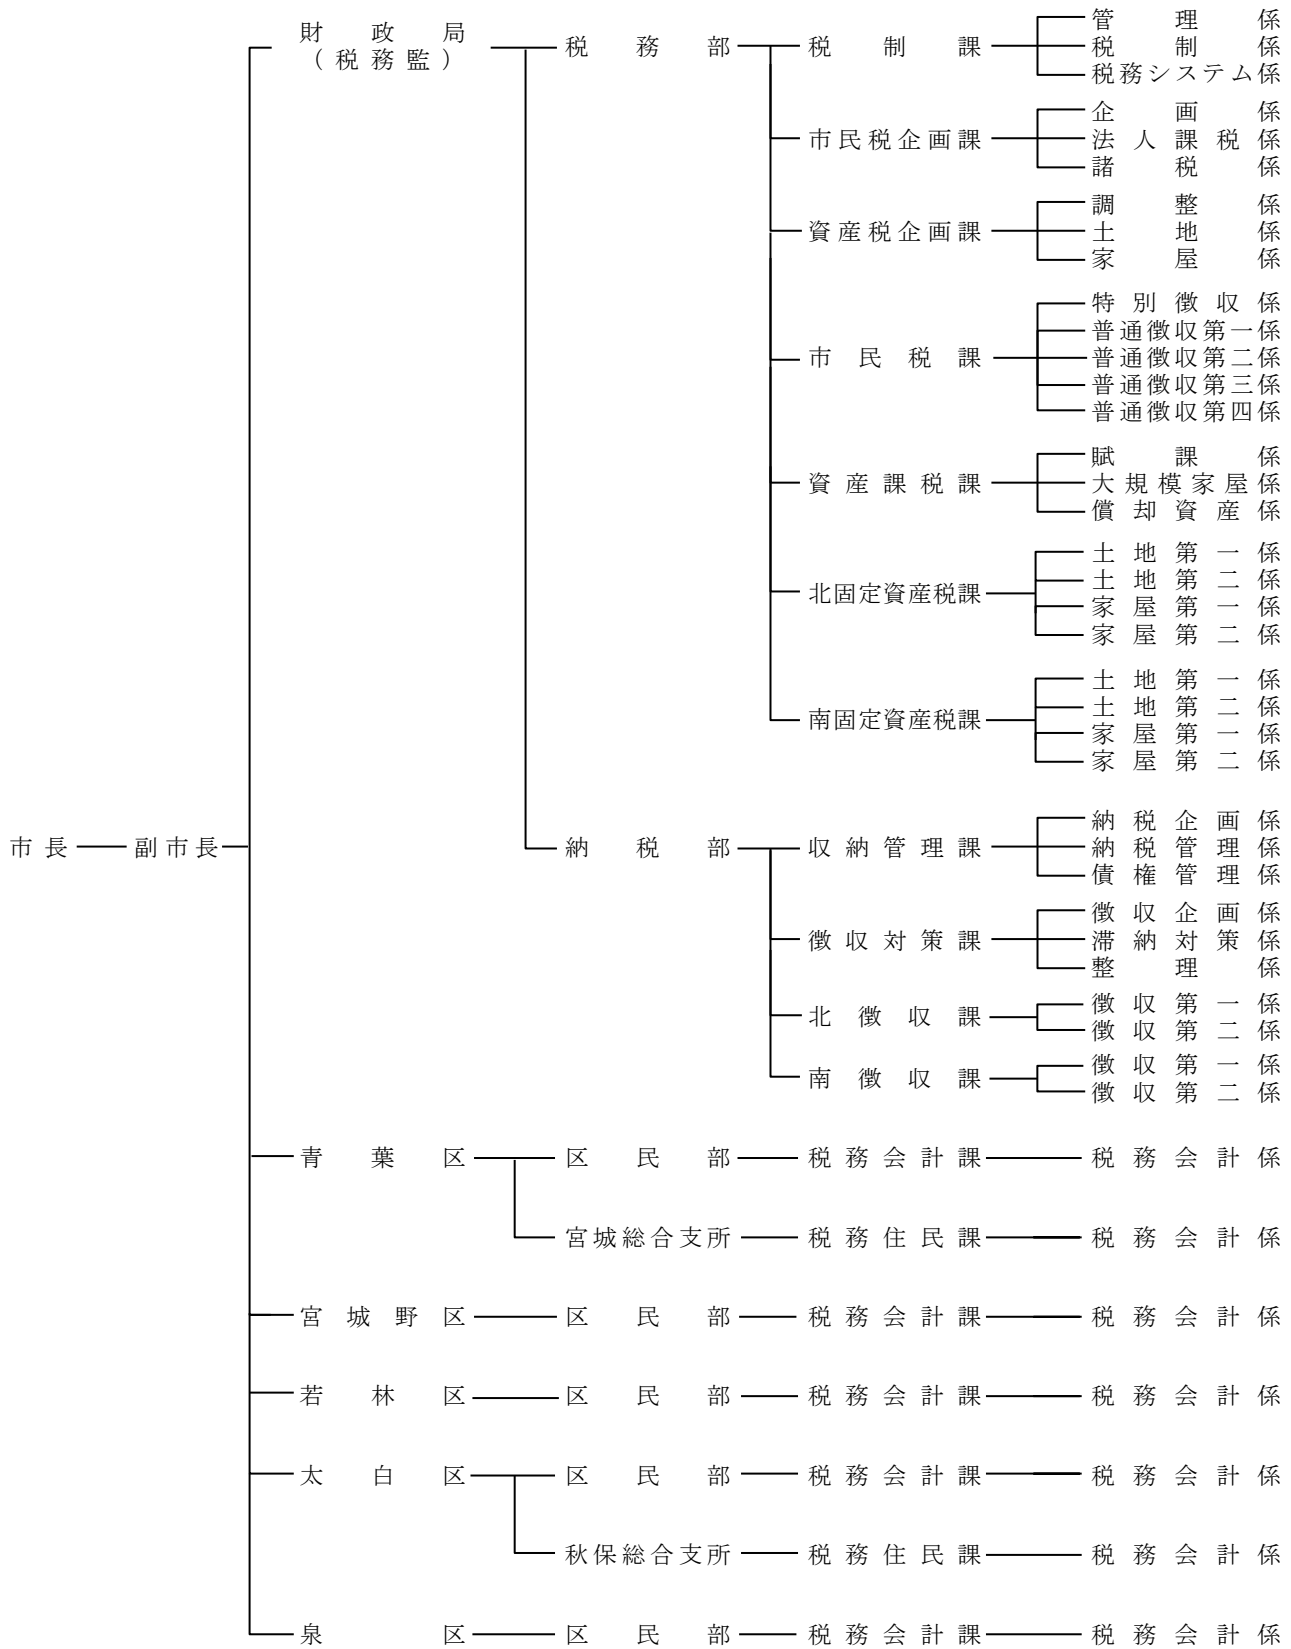 財政局
（税務監）
税務部
税制課
管理係
税制係
税務システム係
市民税企画課
企画係
法人課税係
諸税係
資産税企画課
調整係
土地係
家屋係
市民税課
特別徴収係
普通徴収第一係
普通徴収第二係
普通徴収第三係
普通徴収第四係
資産課税課
賦課係
大規模家屋係
償却資産係
北固定資産税課
土地第一係
土地第二係
家屋第一係
家屋第二係
南固定資産税課
土地第一係
土地第二係
家屋第一係
家屋第二係
市長
副市長
納税部
収納管理課
納税企画係
納税管理係
債権管理係
徴収対策課
徴収企画係
滞納対策係
整理係
北徴収課
徴収第一係
徴収第二係
南徴収課
徴収第一係
徴収第二係
青葉区
区民部
税務会計課
税務会計係
宮城総合支所
税務住民課
税務会計係
宮城野区
区民部
税務会計課
税務会計係
若林区
区民部
税務会計課
税務会計係
太白区
区民部
税務会計課
税務会計係
秋保総合支所
税務住民課
税務会計係
泉区
区民部
税務会計課
税務会計係